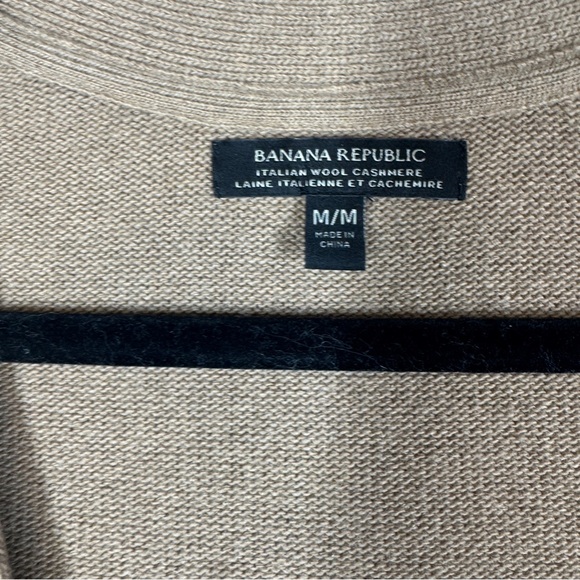 BANANA REPUBLIC
ITALIAN WOOL CASHMERE
LAINE ITALIENNE ET CACHEMIRE
M/M
MADE IN
CHINA